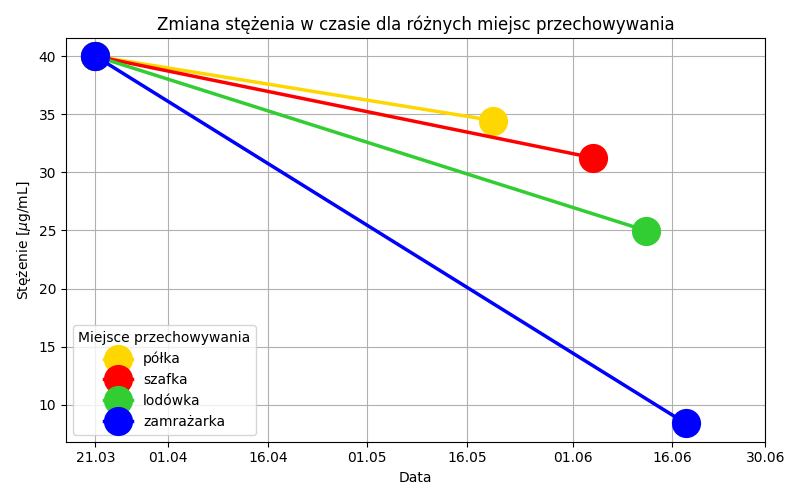 Zmiana stężenia w czasie dla różnych miejsc przechowywania
40
35
30
25
20
15
10
Stężenie [μg/mL]
Miejsce przechowywania
półka
szafka
lodówka
zamrażarka
21.03 01.04 16.04 01.05 16.05 01.06 16.06 30.06
Data